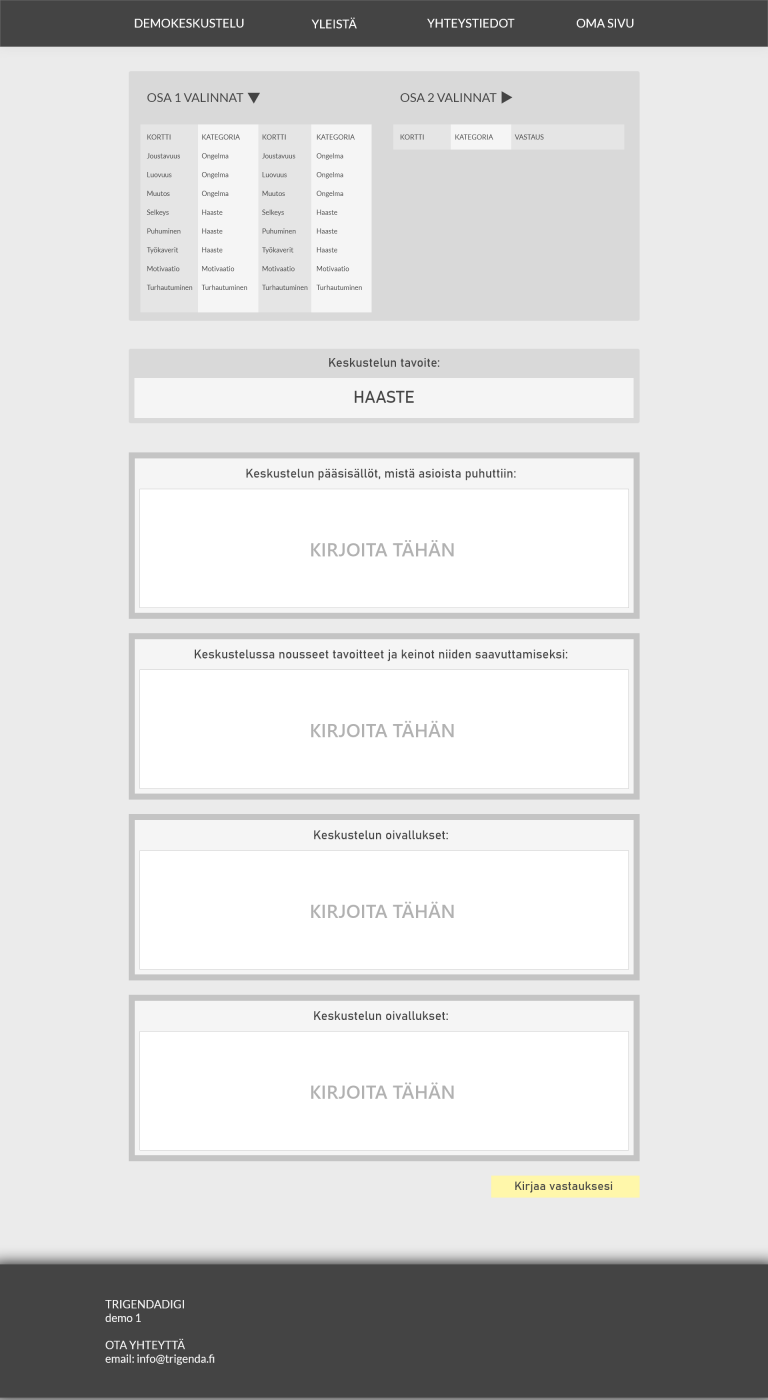 DEMOKESKUSTELU YLEISTÄ YHTEYSTIEDOT OMA SIVU
OSA 1 VALINNAT
KORTTI KATEGORIA KORTTI KATEGORIA
Joustavuus Ongelma Joustavuus Ongelma
Luovuus Ongelma Luovuus Ongelma
Muutos Ongelma Muutos Ongelma
Selkeys Haaste Selkeys Haaste
Puhuminen Haaste Puhuminen Haaste
Työkaverit Haaste Työkaverit Haaste
Motivaatio Motivaatio Motivaatio Motivaatio
Turhautuminen Turhautuminen Turhautuminen Turhautuminen
OSA 2 VALINNAT
KORTTI KATEGORIA VASTAUS
Keskustelun tavoite:
HAASTE
Keskustelun pääsisällöt, mistä asioista puhuttiin:
KIRJOITA TÄHÄN
Keskustelussa nousseet tavoitteet ja keinot niiden saavuttamiseksi:
KIRJOITA TÄHÄN
Keskustelun oivallukset:
KIRJOITA TÄHÄN
Keskustelun oivallukset:
KIRJOITA TÄHÄN
Kirjaa vastauksesi
TRIGENDADIGI
demo 1
OTA YHTEYTTÄ
email: info@trigenda.fi